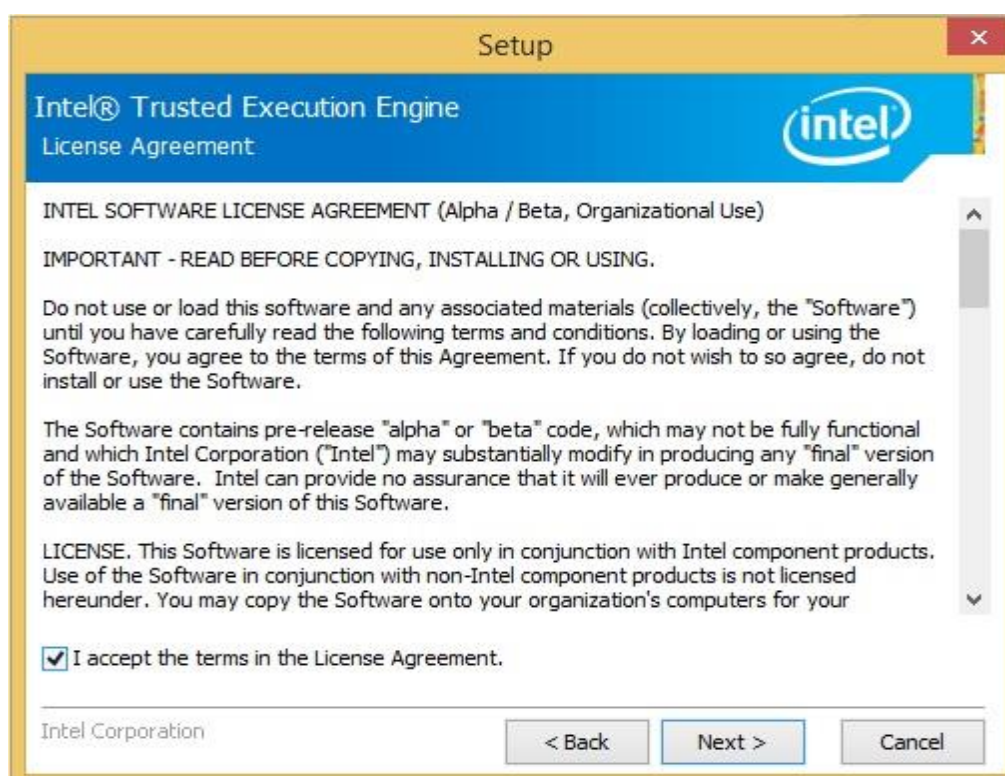 Setup
Intel® Trusted Execution Engine
License Agreement
intel
INTEL SOFTWARE LICENSE AGREEMENT (Alpha / Beta, Organizational Use)
IMPORTANT - READ BEFORE COPYING, INSTALLING OR USING.
Do not use or load this software and any associated materials (collectively, the "Software")
until you have carefully read the following terms and conditions. By loading or using the
Software, you agree to the terms of this Agreement. If you do not wish to so agree, do not
install or use the Software.
The Software contains pre-release "alpha" or "beta" code, which may not be fully functional
and which Intel Corporation ("Intel") may substantially modify in producing any "final" version
of the Software.  Intel can provide no assurance that it will ever produce or make generally
available a "final" version of this Software.
LICENSE. This Software is licensed for use only in conjunction with Intel component products.
Use of the Software in conjunction with non-Intel component products is not licensed
hereunder. You may copy the Software onto your organization's computers for your
I accept the terms in the License Agreement.
Intel Corporation
< Back
Next >
Cancel